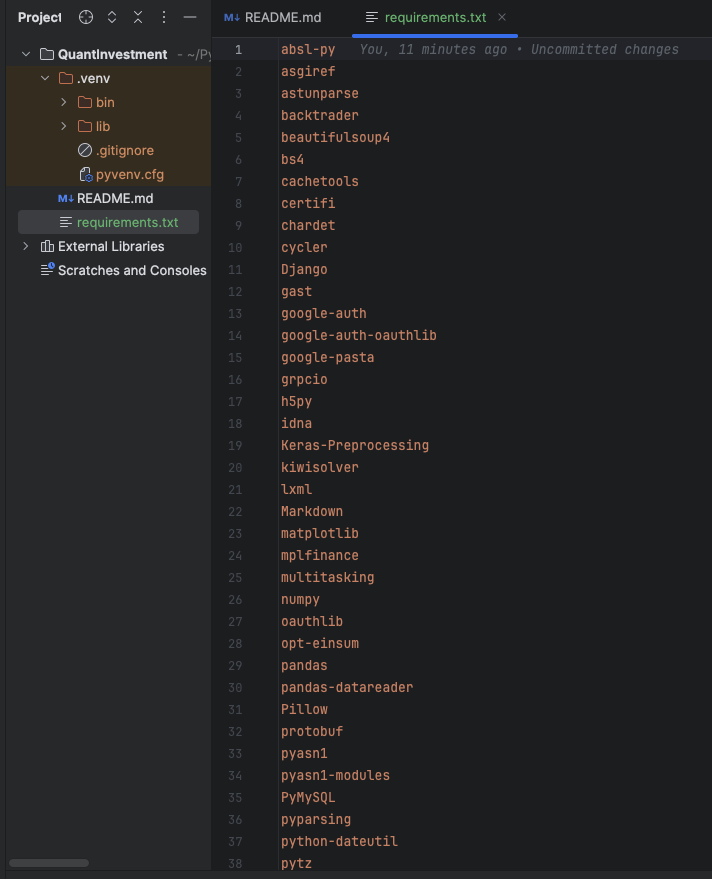 Project
README.md
requirements.txt
QuantInvestment - ~/Py
.venv
bin
lib
.gitignore
pyvenv.cfg
M↓ README.md
requirements.txt
External Libraries
Scratches and Consoles
1 absl-py You, 11 minutes ago • Uncommitted changes
2 asgiref
3 astunparse
4 backtrader
5 beautifulsoup4
6 bs4
7 cachetools
8 certifi
9 chardet
10 cycler
11 Django
12 gast
13 google-auth
14 google-auth-oauthlib
15 google-pasta
16 grpcio
17 h5py
18 idna
19 Keras-Preprocessing
20 kiwisolver
21 lxml
22 Markdown
23 matplotlib
24 mplfinance
25 multitasking
26 numpy
27 oauthlib
28 opt-einsum
29 pandas
30 pandas-datareader
31 Pillow
32 protobuf
33 pyasn1
34 pyasn1-modules
35 PyMySQL
36 pyparsing
37 python-dateutil
38 pytz